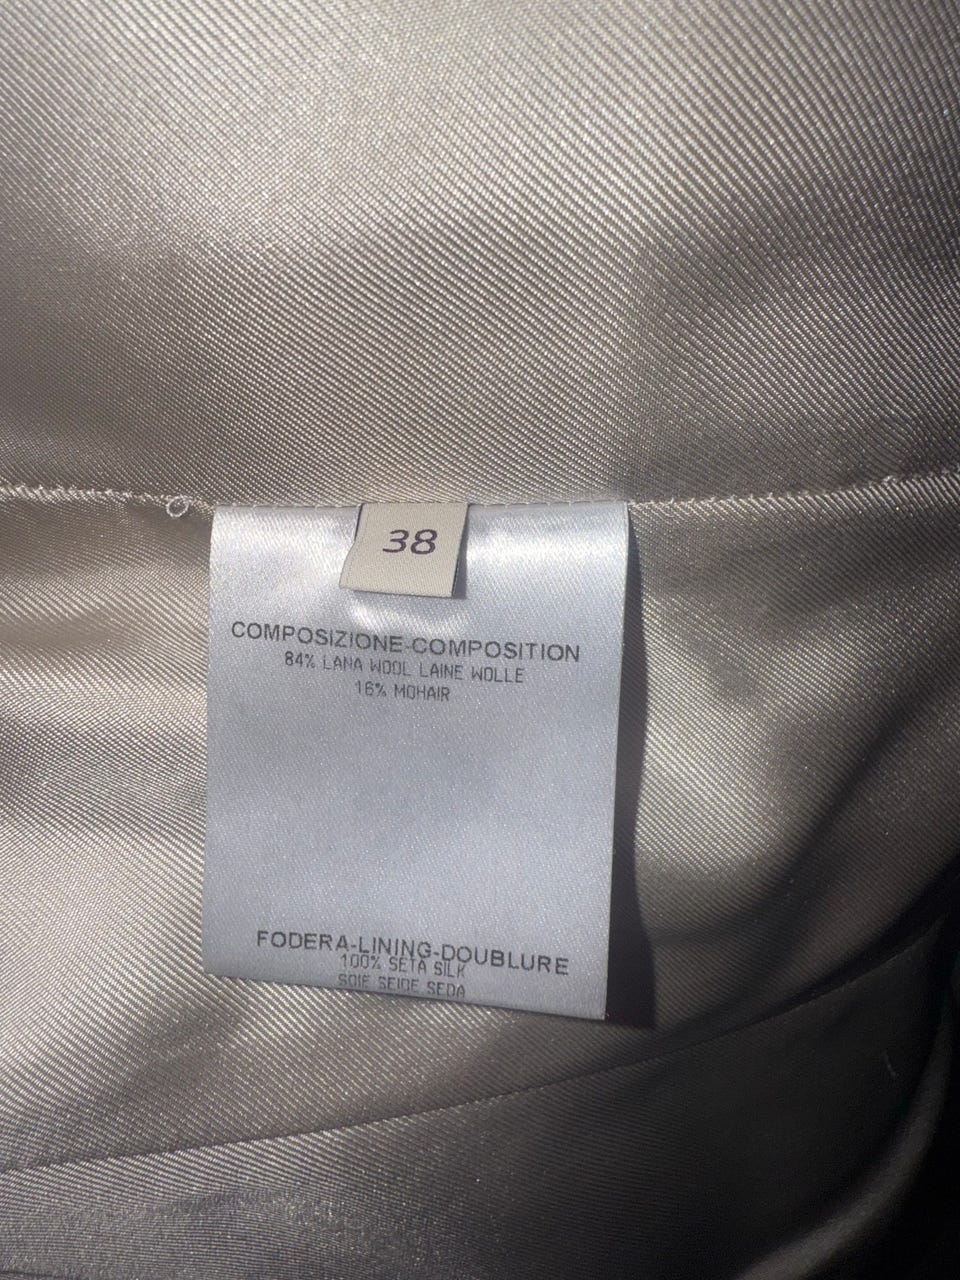 38
COMPOSIZIONE-COMPOSITION
84% LANA WOOL LAINE WOLLE
16% MOHAIR
FODERA-LINING-DOUBLURE
100% SETA SILK
SOIE SEIDE SEDA